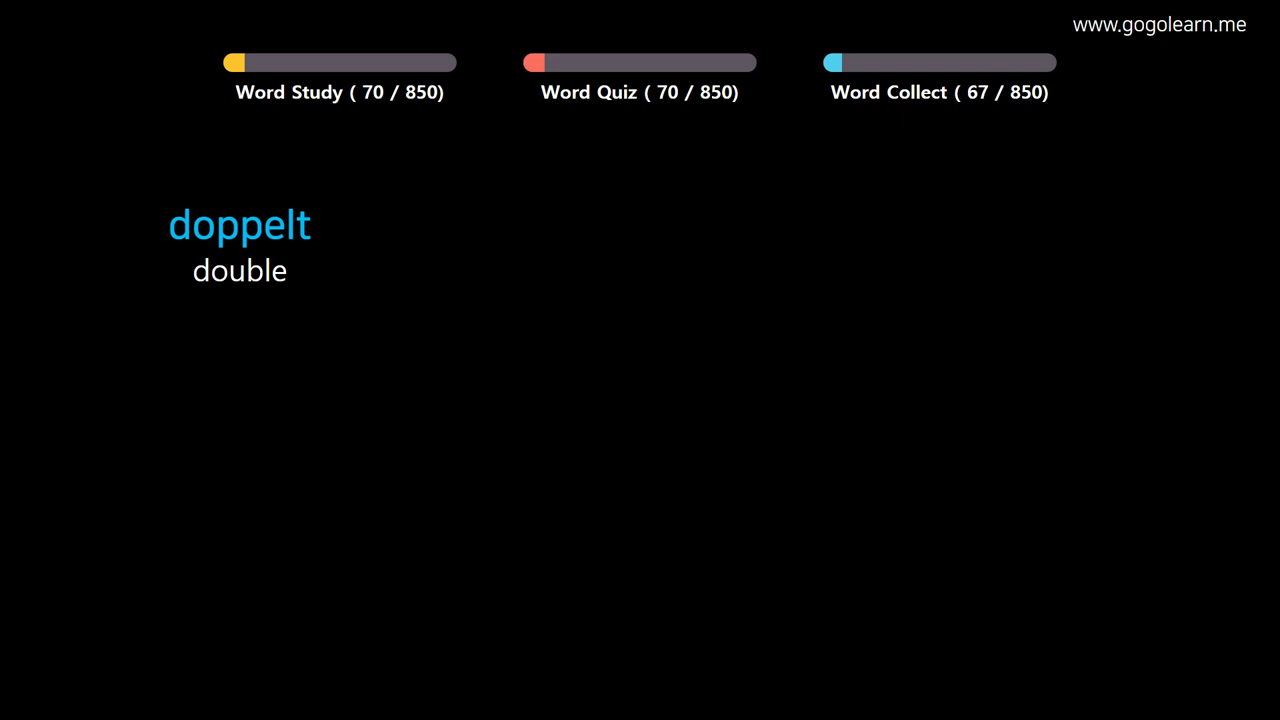 www.gogolearn.me
Word Study ( 70 / 850)
Word Quiz ( 70 / 850)
Word Collect ( 67 / 850)
doppelt
double